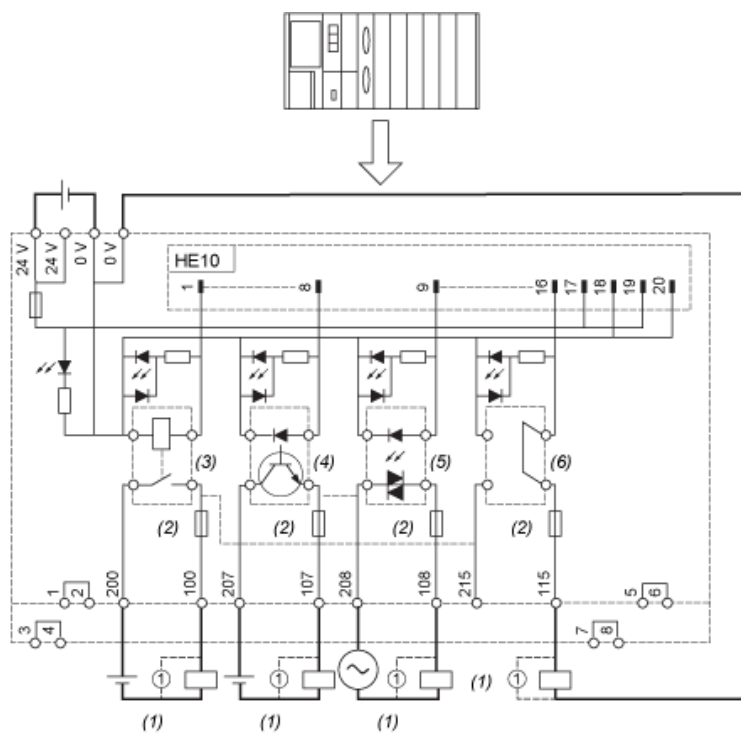 24 V 24 V 0 V 0 V
HE10
1 8 9 16 17 18 19 20
(3) (4) (5) (6)
(2) (2) (2) (2)
1 2 200 100 207 107 208 108 215 115 5 6
3 4 7 8
1 1 1 (1) 1
(1) (1) (1)